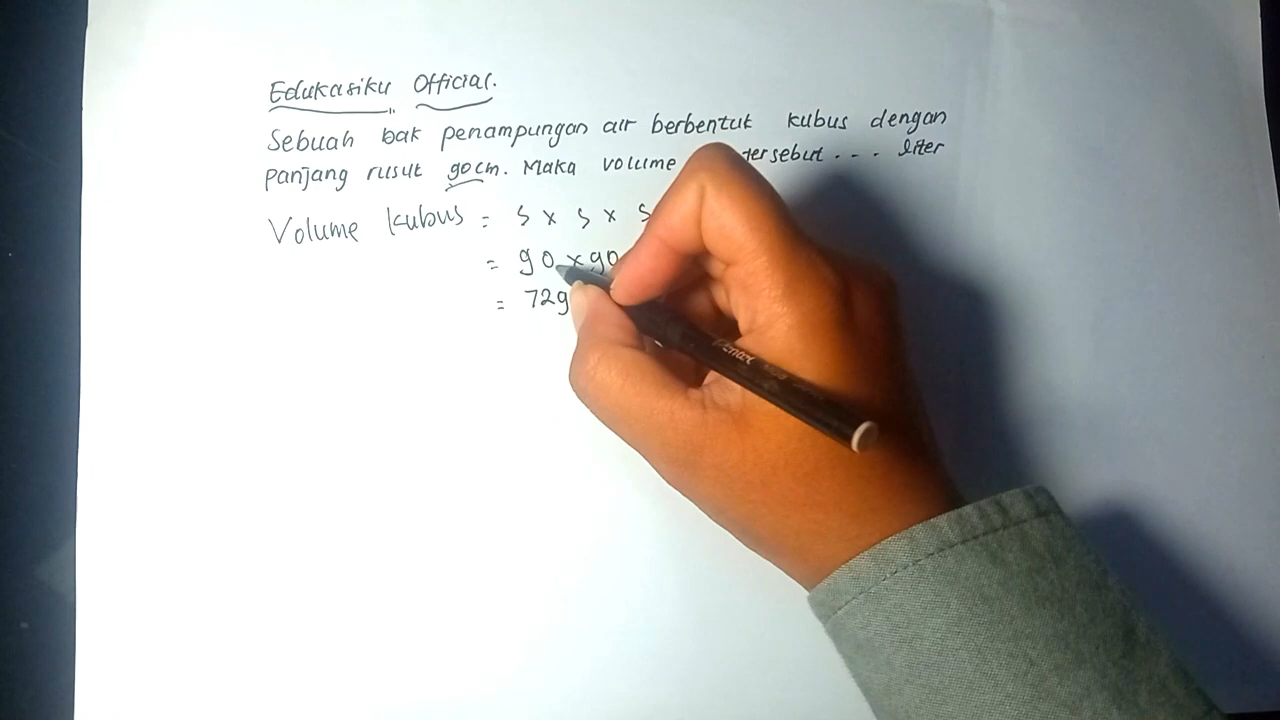 Edukasiku Official.
Sebuah bak penampungan air berbentuk kubus dengan
panjang rusuk 90cm. Maka volume tersebut ... liter
Volume kubus = s x s x s
= 90 x 90
= 729
Pentel